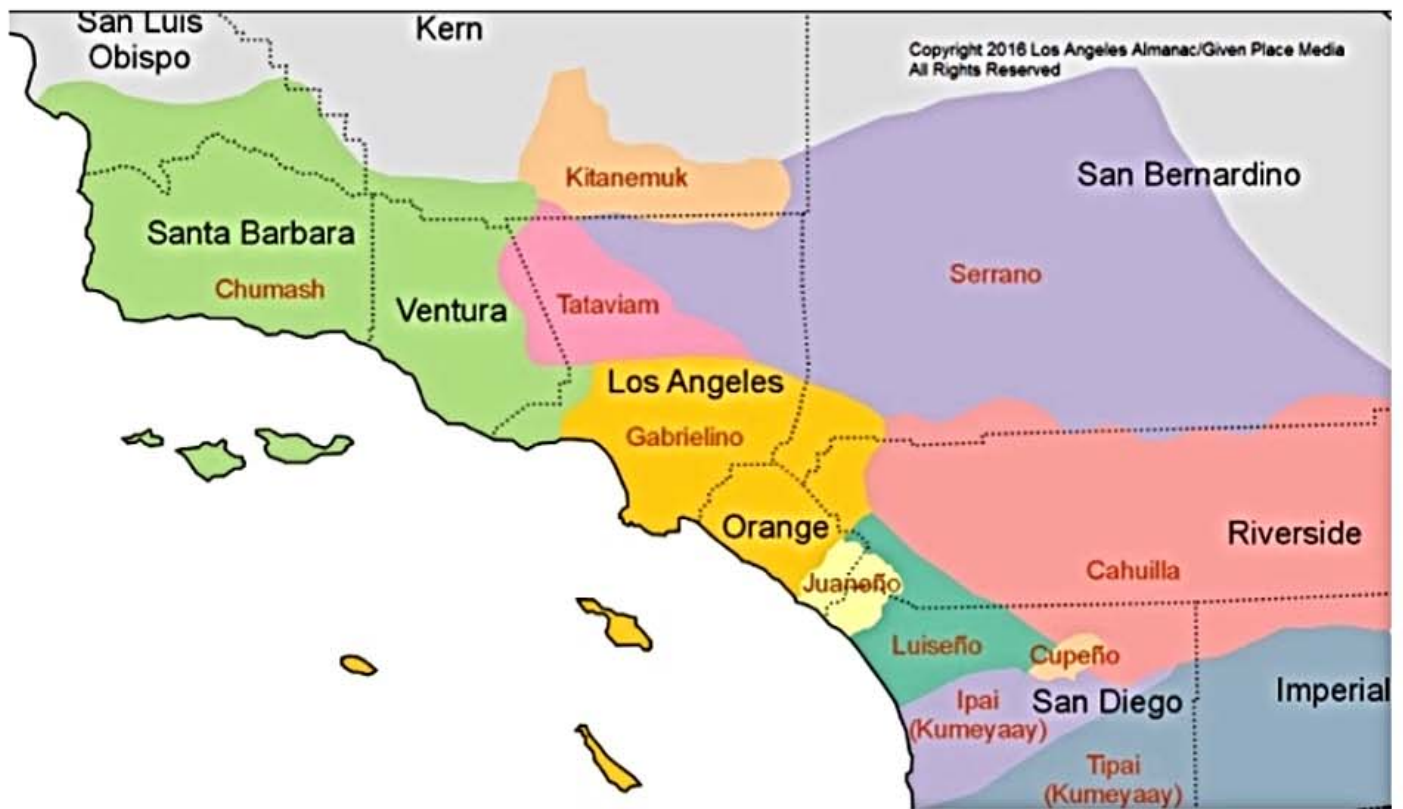 San Luis
Obispo
Kern
Copyright 2016 Los Angeles Almanac/Given Place Media
All Rights Reserved
Kitanemuk
San Bernardino
Santa Barbara
Chumash
Ventura
Tataviam
Serrano
Los Angeles
Gabrielino
Orange
Riverside
Juaneño
Cahuilla
Luiseño
Cupeño
Ipai
(Kumeyaay)
San Diego
Imperial
Tipai
(Kumeyaay)